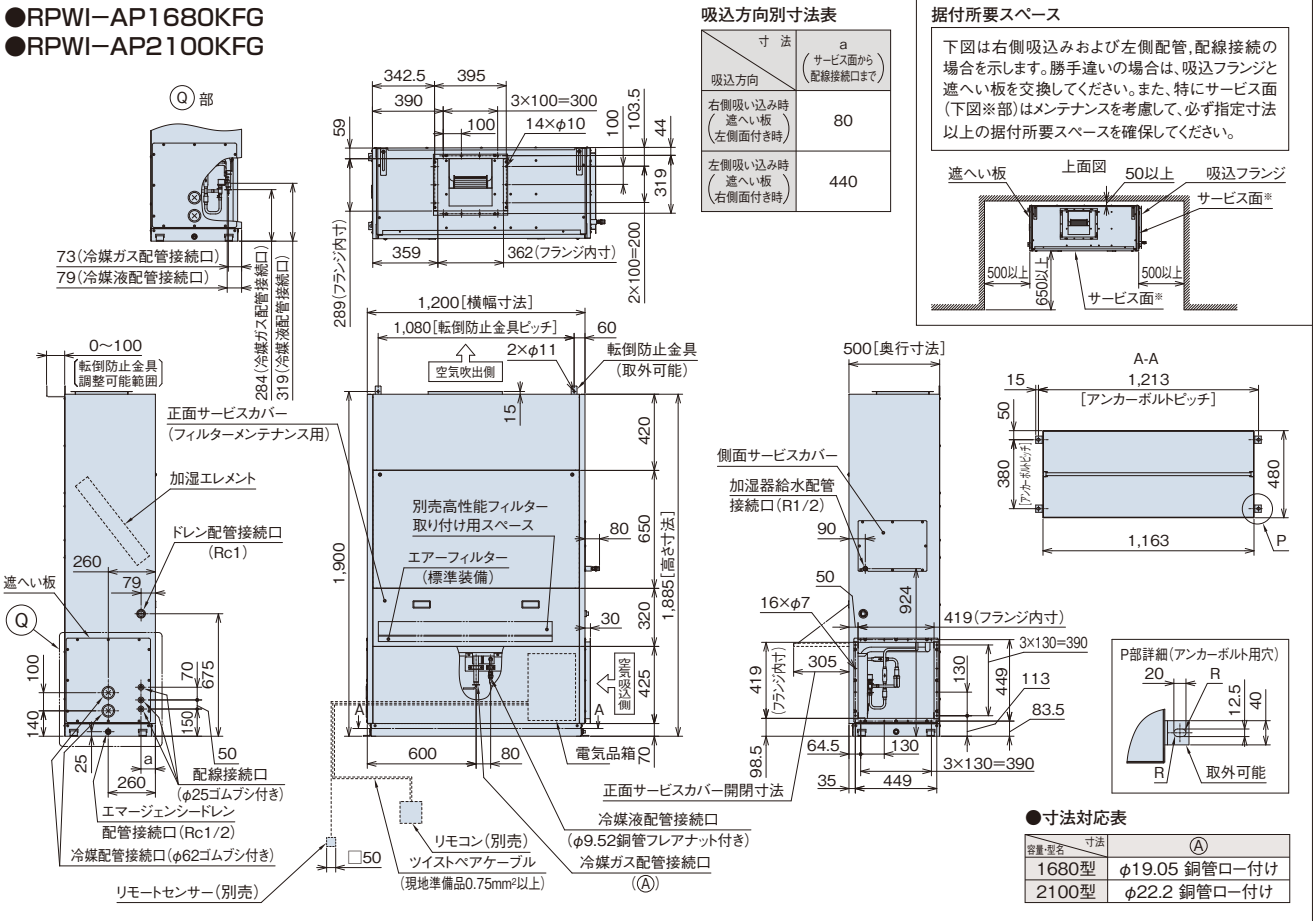 ●RPWI−AP1680KFG
●RPWI−AP2100KFG
Ⓠ 部
73(冷媒ガス配管接続口)
79(冷媒液配管接続口)
284(冷媒ガス配管接続口)
319(冷媒液配管接続口)
342.5
395
390
3×100=300
100
14×φ10
59
100
103.5
44
319
289(フランジ内寸)
359
362(フランジ内寸)
2×100=200
吸込方向別寸法表
寸 法
吸込方向
a
(サービス面から
配線接続口まで)
右側吸い込み時
(遮へい板
左側面付き時)
80
左側吸い込み時
(遮へい板
右側面付き時)
440
据付所要スペース
下図は右側吸込みおよび左側配管,配線接続の
場合を示します。勝手違いの場合は、吸込フランジと
遮へい板を交換してください。また、特にサービス面
(下図※部)はメンテナンスを考慮して、必ず指定寸法
以上の据付所要スペースを確保してください。
遮へい板
上面図
50以上
吸込フランジ
サービス面※
500以上
650以上
500以上
サービス面※
0〜100
[転倒防止金具
調整可能範囲]
加湿エレメント
ドレン配管接続口
(Rc1)
260
79
遮へい板
Ⓠ
100
140
70
675
150
25
a
260
50
配線接続口
(φ25ゴムブシ付き)
エマージェンシードレン
配管接続口(Rc1/2)
冷媒配管接続口(φ62ゴムブシ付き)
リモートセンサー(別売)
1,200[横幅寸法]
1,080[転倒防止金具ピッチ]
60
2×φ11
転倒防止金具
(取外可能)
空気吹出側
15
正面サービスカバー
(フィルターメンテナンス用)
420
別売高性能フィルター
取り付け用スペース
650
80
1,900
1,885[高さ寸法]
エアーフィルター
(標準装備)
320
30
空気吸込側
425
A
A
600
80
電気品箱
70
正面サービスカバー開閉寸法
冷媒液配管接続口
(φ9.52銅管フレアナット付き)
冷媒ガス配管接続口
(Ⓐ)
リモコン(別売)
□50
ツイストペアケーブル
(現地準備品0.75mm²以上)
500[奥行寸法]
側面サービスカバー
加湿器給水配管
接続口(R1/2)
90
50
924
16×φ7
419(フランジ内寸)
3×130=390
419
(フランジ内寸)
305
130
449
113
83.5
98.5
64.5
130
3×130=390
35
449
A-A
15
1,213
[アンカーボルトピッチ]
50
380
[アンカーボルトピッチ]
480
1,163
P
P部詳細(アンカーボルト用穴)
20
R
12.5
40
R
取外可能
●寸法対応表
容量・型名
寸法
Ⓐ
1680型
φ19.05 銅管ロー付け
2100型
φ22.2 銅管ロー付け